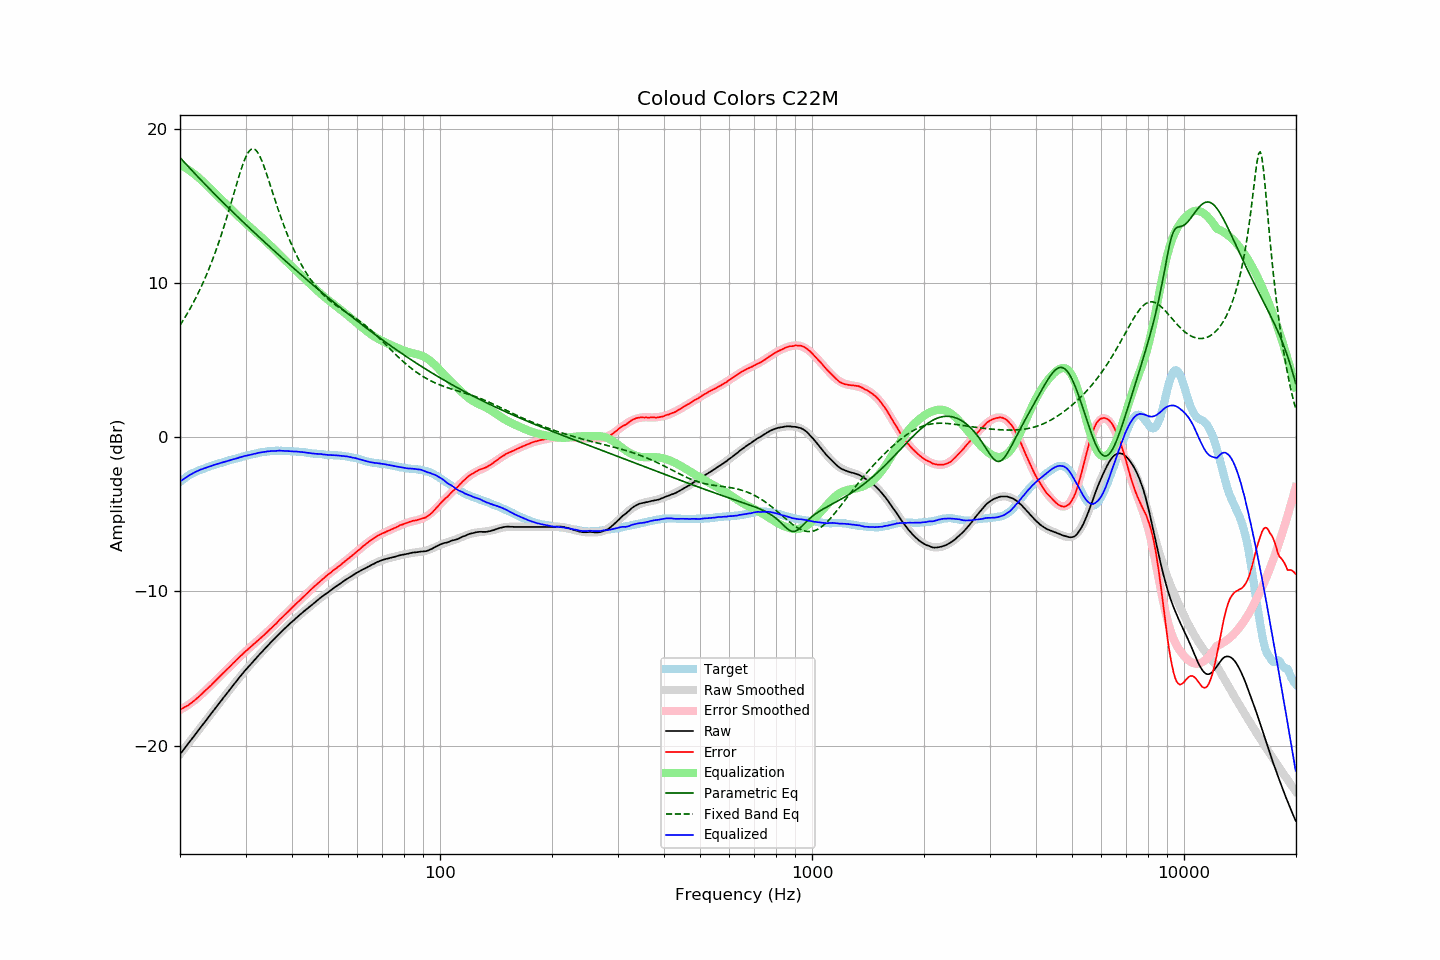 Coloud Colors C22M
Amplitude (dBr)
20
10
0
−10
−20
100
1000
10000
Frequency (Hz)
Target
Raw Smoothed
Error Smoothed
Raw
Error
Equalization
Parametric Eq
Fixed Band Eq
Equalized